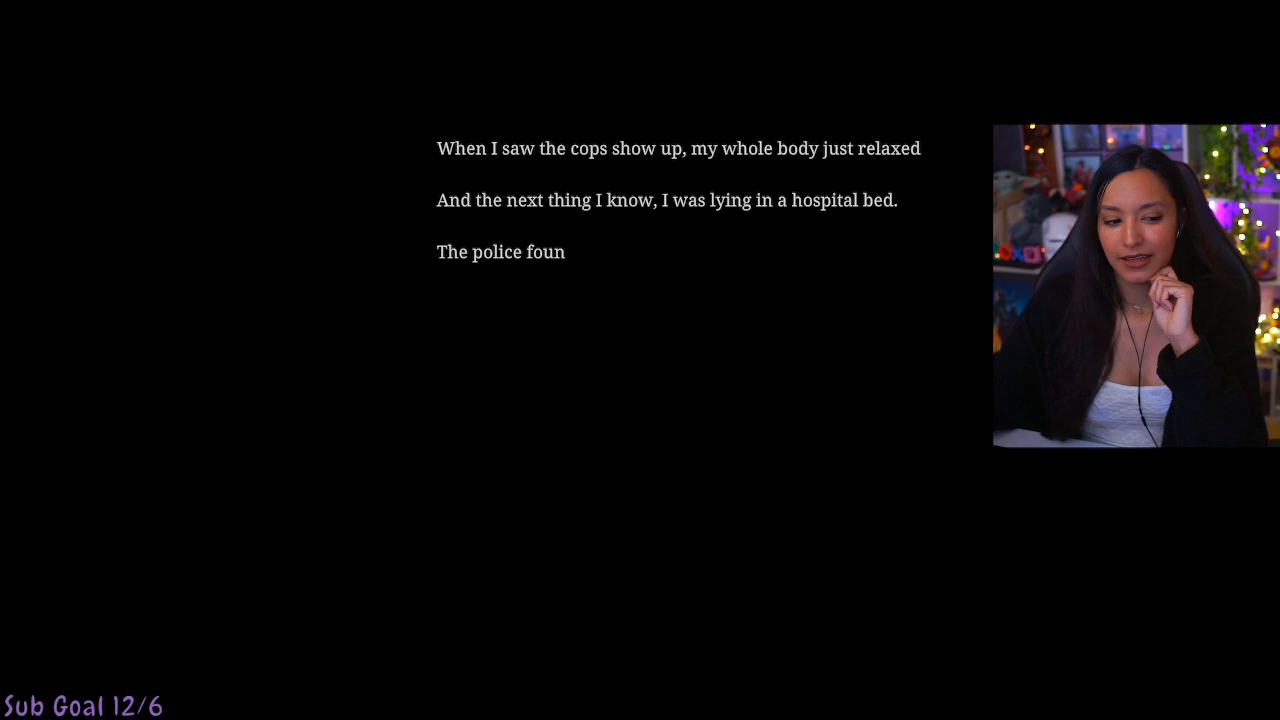 When I saw the cops show up, my whole body just relaxed
And the next thing I know, I was lying in a hospital bed.
The police foun
Sub Goal 12/6